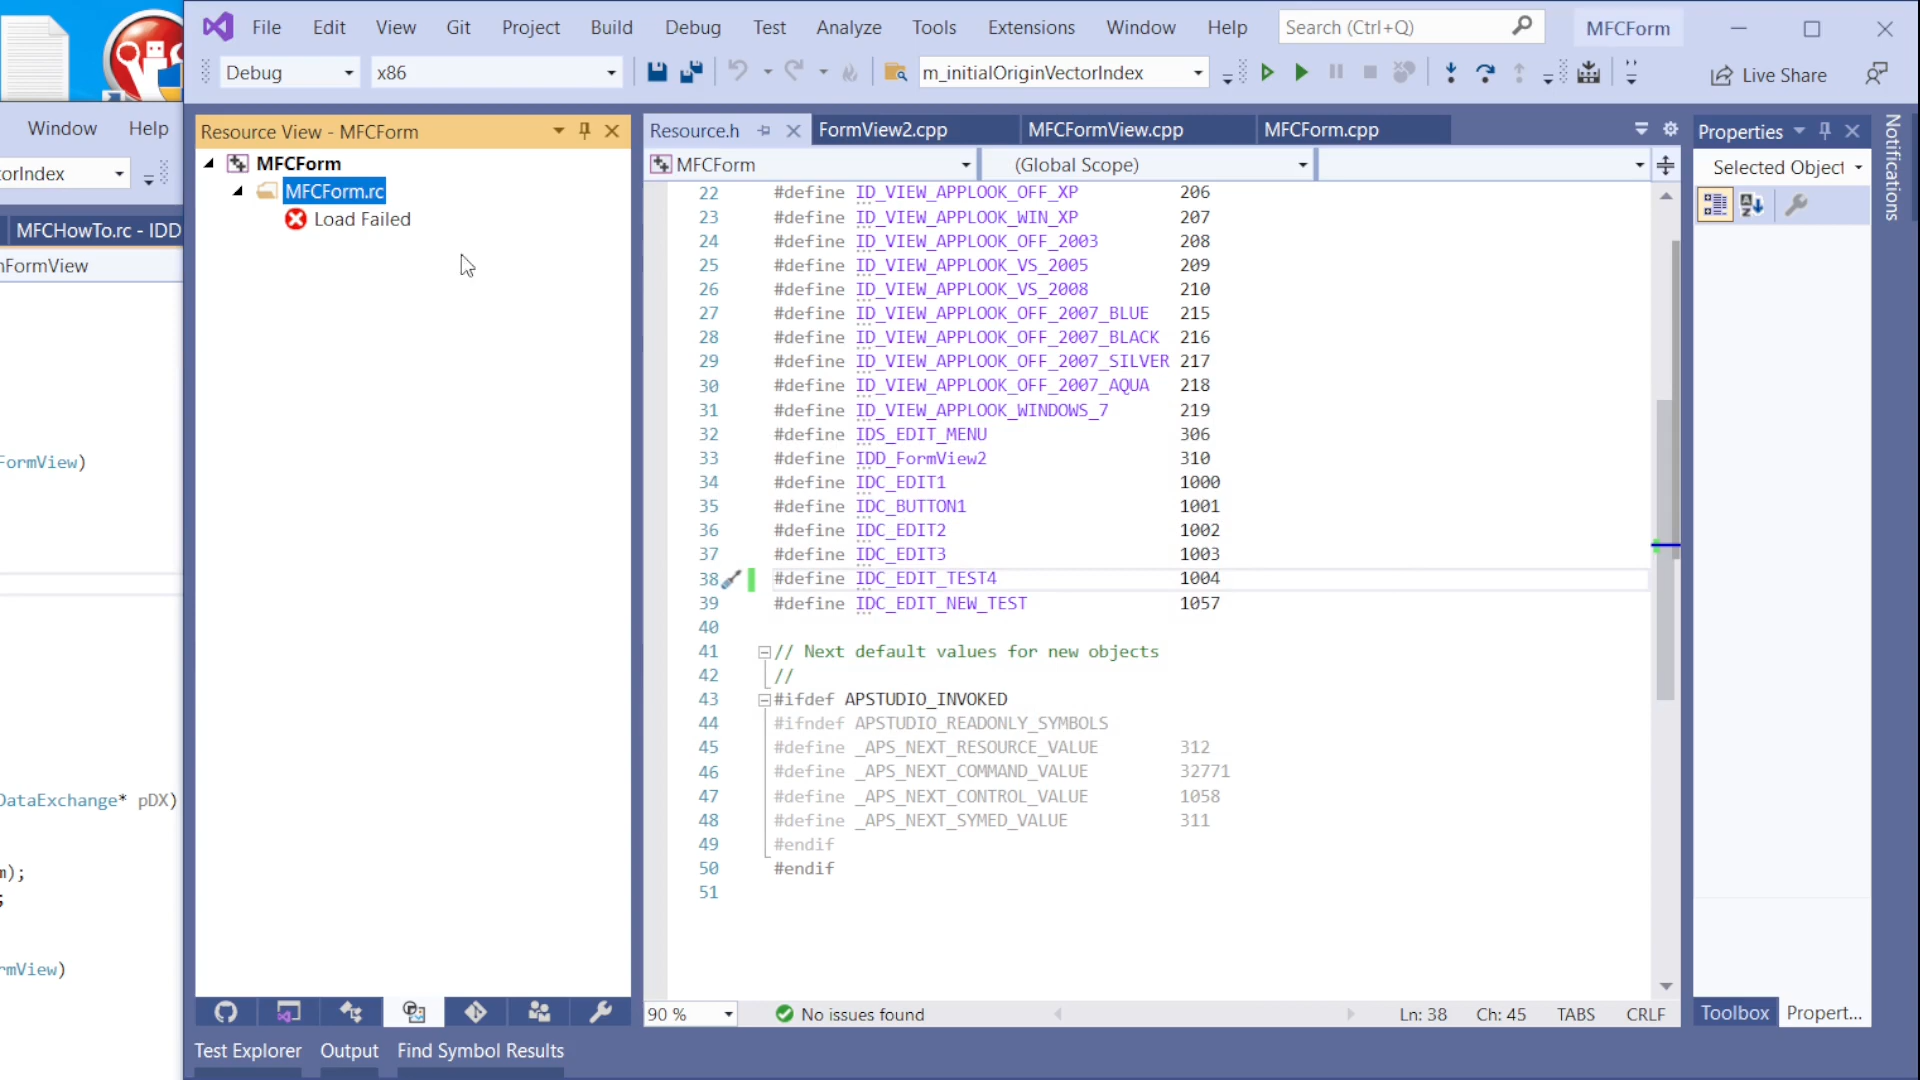 File Edit View Git Project Build Debug Test Analyze Tools Extensions Window Help Search (Ctrl+Q) MFCForm
Debug x86 m_initialOriginVectorIndex Live Share
Window Help
orIndex
MFCHowTo.rc - IDD
nFormView
FormView)
DataExchange* pDX)
m);
;
rmView)
Resource View - MFCForm
MFCForm
MFCForm.rc
Load Failed
Resource.h FormView2.cpp MFCFormView.cpp MFCForm.cpp
MFCForm (Global Scope)
22 #define ID_VIEW_APPLOOK_OFF_XP 206
23 #define ID_VIEW_APPLOOK_WIN_XP 207
24 #define ID_VIEW_APPLOOK_OFF_2003 208
25 #define ID_VIEW_APPLOOK_VS_2005 209
26 #define ID_VIEW_APPLOOK_VS_2008 210
27 #define ID_VIEW_APPLOOK_OFF_2007_BLUE 215
28 #define ID_VIEW_APPLOOK_OFF_2007_BLACK 216
29 #define ID_VIEW_APPLOOK_OFF_2007_SILVER 217
30 #define ID_VIEW_APPLOOK_OFF_2007_AQUA 218
31 #define ID_VIEW_APPLOOK_WINDOWS_7 219
32 #define IDS_EDIT_MENU 306
33 #define IDD_FormView2 310
34 #define IDC_EDIT1 1000
35 #define IDC_BUTTON1 1001
36 #define IDC_EDIT2 1002
37 #define IDC_EDIT3 1003
38 #define IDC_EDIT_TEST4 1004
39 #define IDC_EDIT_NEW_TEST 1057
40
41 // Next default values for new objects
42 //
43 #ifdef APSTUDIO_INVOKED
44 #ifndef APSTUDIO_READONLY_SYMBOLS
45 #define _APS_NEXT_RESOURCE_VALUE 312
46 #define _APS_NEXT_COMMAND_VALUE 32771
47 #define _APS_NEXT_CONTROL_VALUE 1058
48 #define _APS_NEXT_SYMED_VALUE 311
49 #endif
50 #endif
51
90 % No issues found Ln: 38 Ch: 45 TABS CRLF
Properties
Selected Object
Notifications
Toolbox Propert...
Test Explorer Output Find Symbol Results